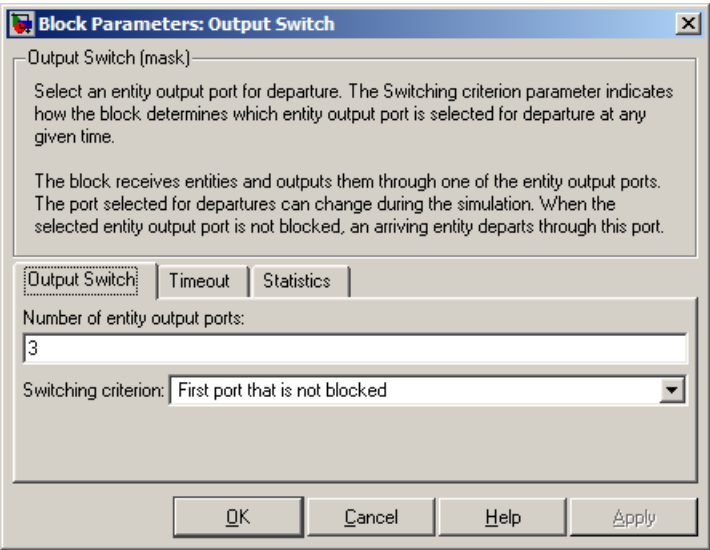 Block Parameters: Output Switch
Output Switch (mask)
Select an entity output port for departure. The Switching criterion parameter indicates
how the block determines which entity output port is selected for departure at any
given time.
The block receives entities and outputs them through one of the entity output ports.
The port selected for departures can change during the simulation. When the
selected entity output port is not blocked, an arriving entity departs through this port.
Output Switch Timeout Statistics
Number of entity output ports:
3
Switching criterion: First port that is not blocked
OK Cancel Help Apply